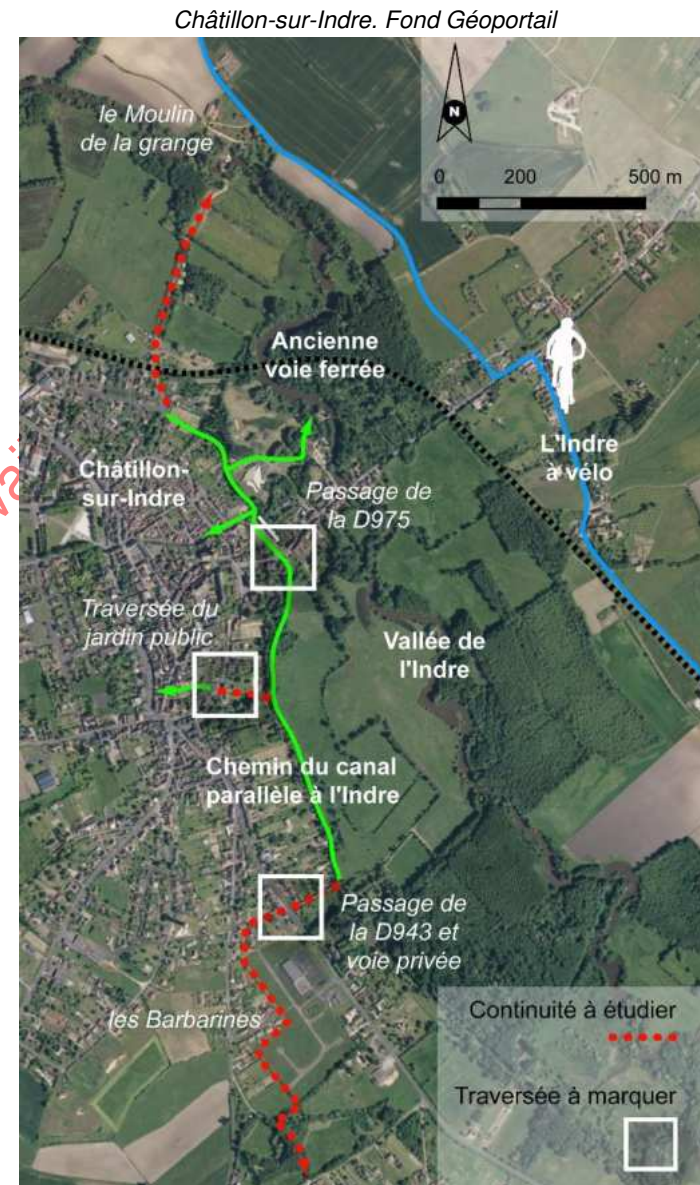 Châtillon-sur-Indre. Fond Géoportail
le Moulin
de la grange
N
0 200 500 m
Ancienne
voie ferrée
L'Indre
à vélo
Châtillon-
sur-Indre
Passage de
la D975
Traversée du
jardin public
Vallée de
l'Indre
Chemin du canal
parallèle à l'Indre
Passage de
la D943 et
voie privée
les Barbarines
Continuité à étudier
Traversée à marquer